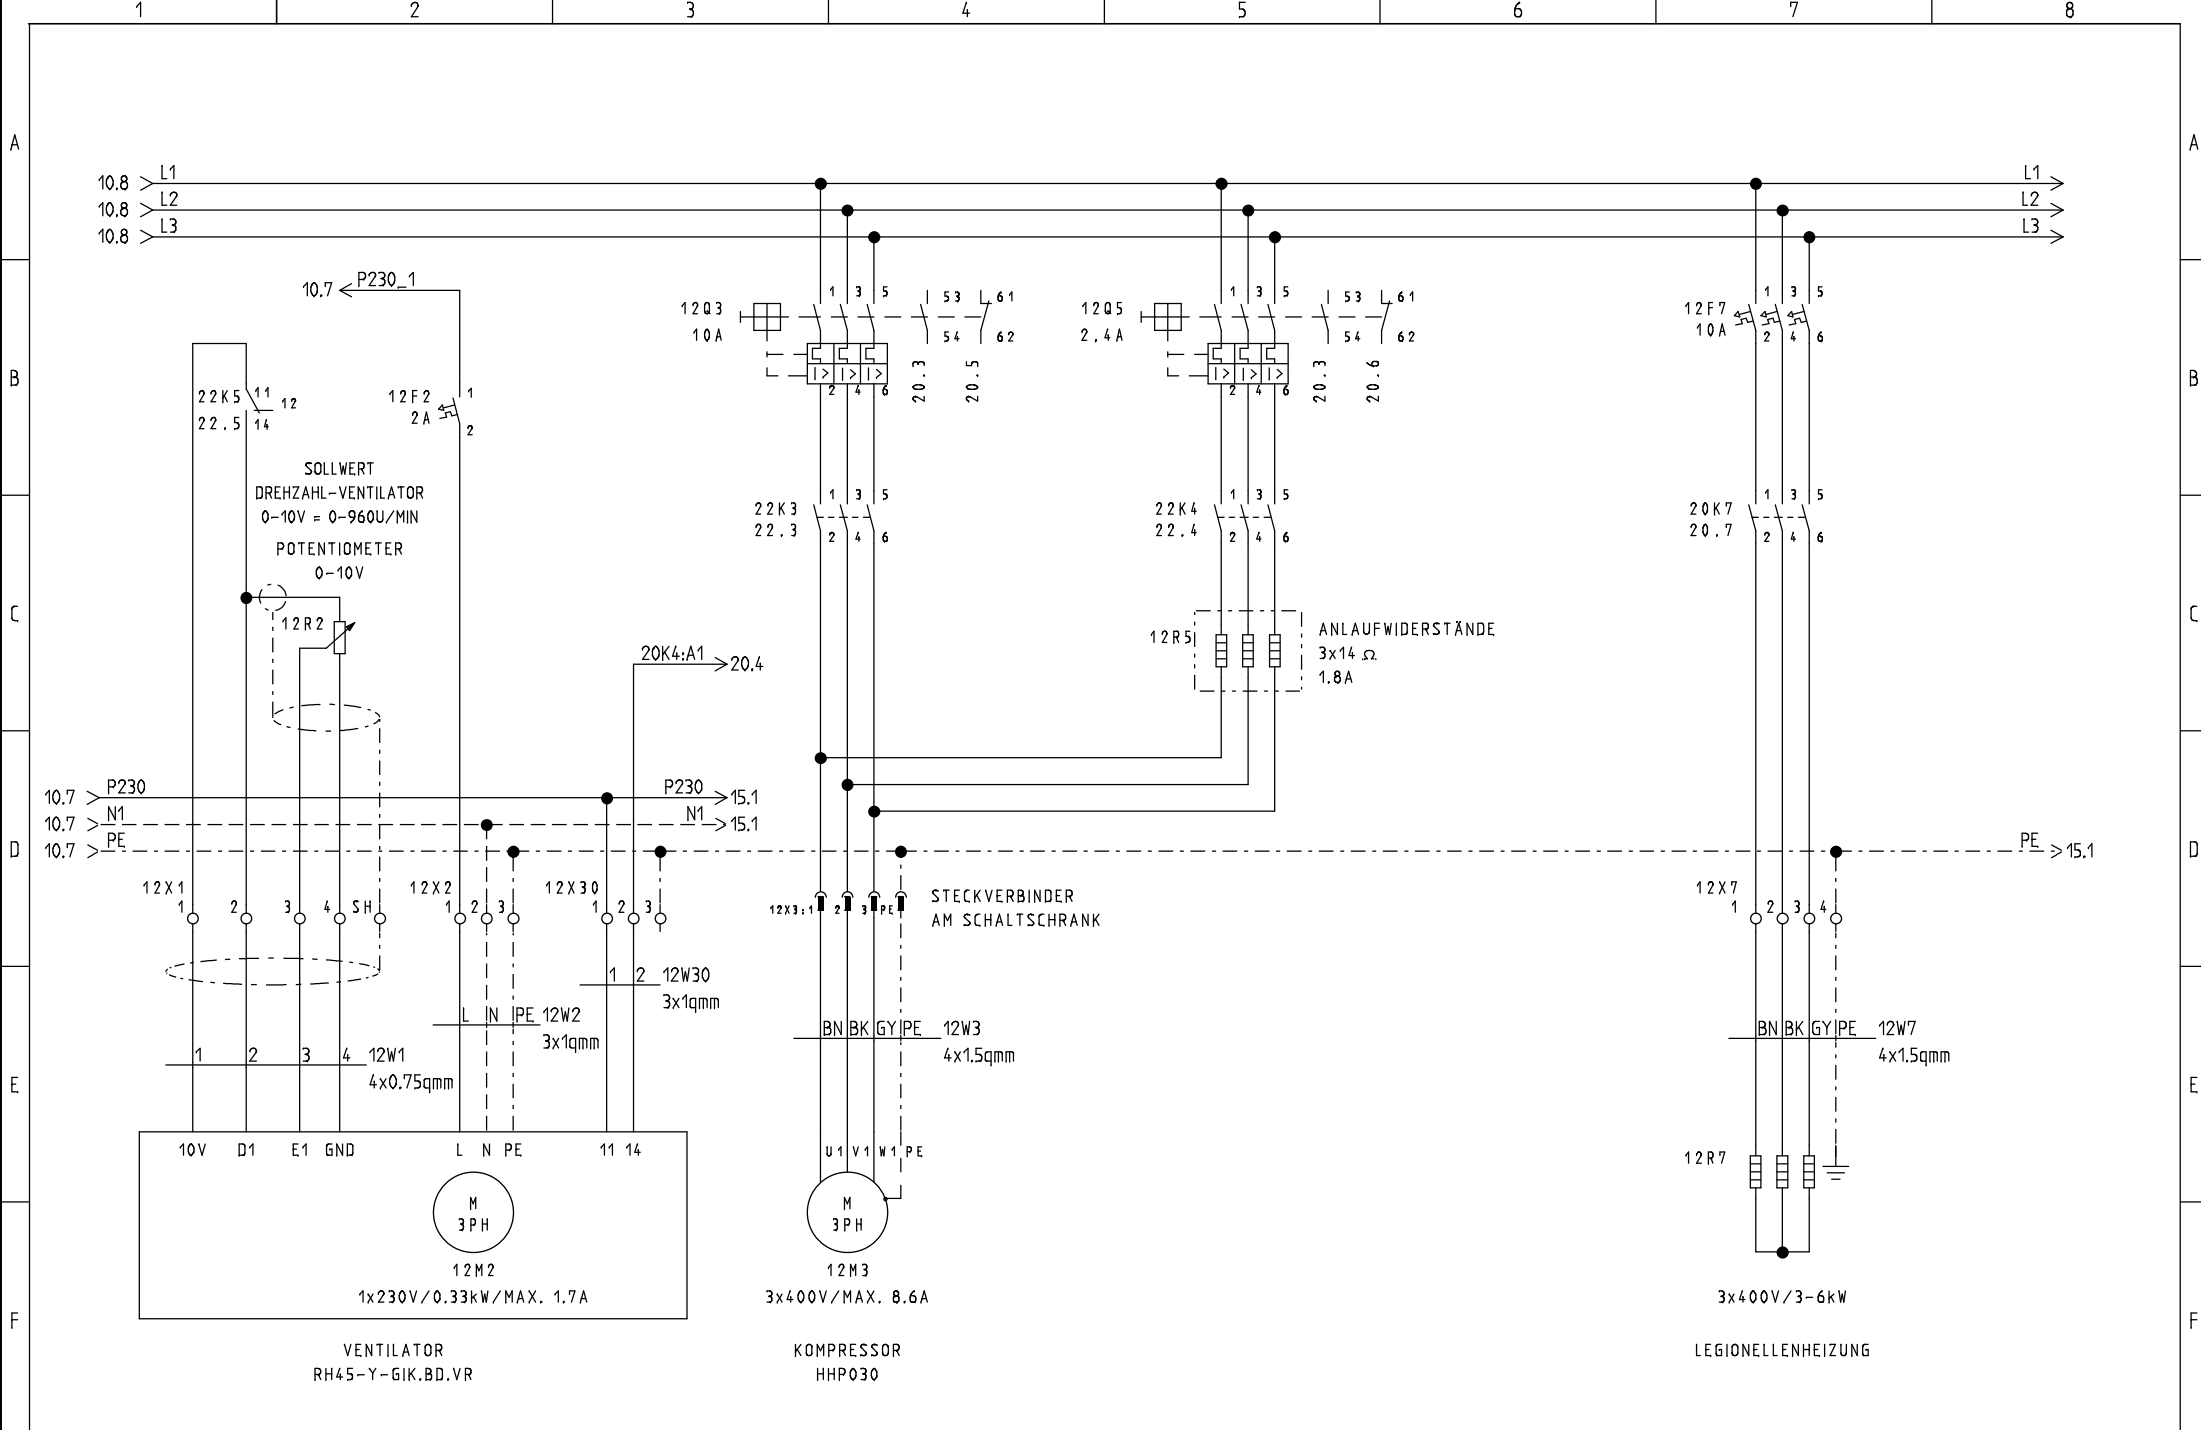 1 2 3 4 5 6 7 8
A A
10.8 L1 L1
10.8 L2 L2
10.8 L3 L3
10.7 P230_1
1 3 5 53 61
12Q3
10A 54 62
2 4 6 20.3 20.5
1 3 5 53 61
12Q5
2,4A 54 62
2 4 6 20.3 20.6
1 3 5
12F7
10A 2 4 6
B B
22K5 11 12
22.5 14
12F2 1
2A 2
SOLLWERT
DREHZAHL-VENTILATOR
0-10V = 0-960U/MIN
POTENTIOMETER
0-10V
1 3 5
22K3
22.3 2 4 6
1 3 5
22K4
22.4 2 4 6
1 3 5
20K7
20.7 2 4 6
C C
12R2
20K4:A1 20.4
12R5 ANLAUFWIDERSTÄNDE
3x14 Ω
1.8A
10.7 P230 P230 15.1
10.7 N1 N1 15.1
D 10.7 PE PE 15.1 D
12X1 1 2 3 4 SH
12X2 1 2 3
12X30 1 2 3
12X3:1 2 3 PE
STECKVERBINDER
AM SCHALTSCHRANK
12X7
1 2 3 4
1 2 12W30
3x1qmm
L N PE 12W2
3x1qmm
BN BK GY PE 12W3
4x1.5qmm
BN BK GY PE 12W7
4x1.5qmm
1 2 3 4 12W1
4x0.75qmm
E E
10V D1 E1 GND L N PE 11 14
U1 V1 W1 PE
12R7
M
3PH
12M2
1x230V/0.33kW/MAX. 1.7A
M
3PH
12M3
3x400V/MAX. 8.6A
3x400V/3-6kW
F F
VENTILATOR
RH45-Y-GIK.BD.VR
KOMPRESSOR
HHP030
LEGIONELLENHEIZUNG